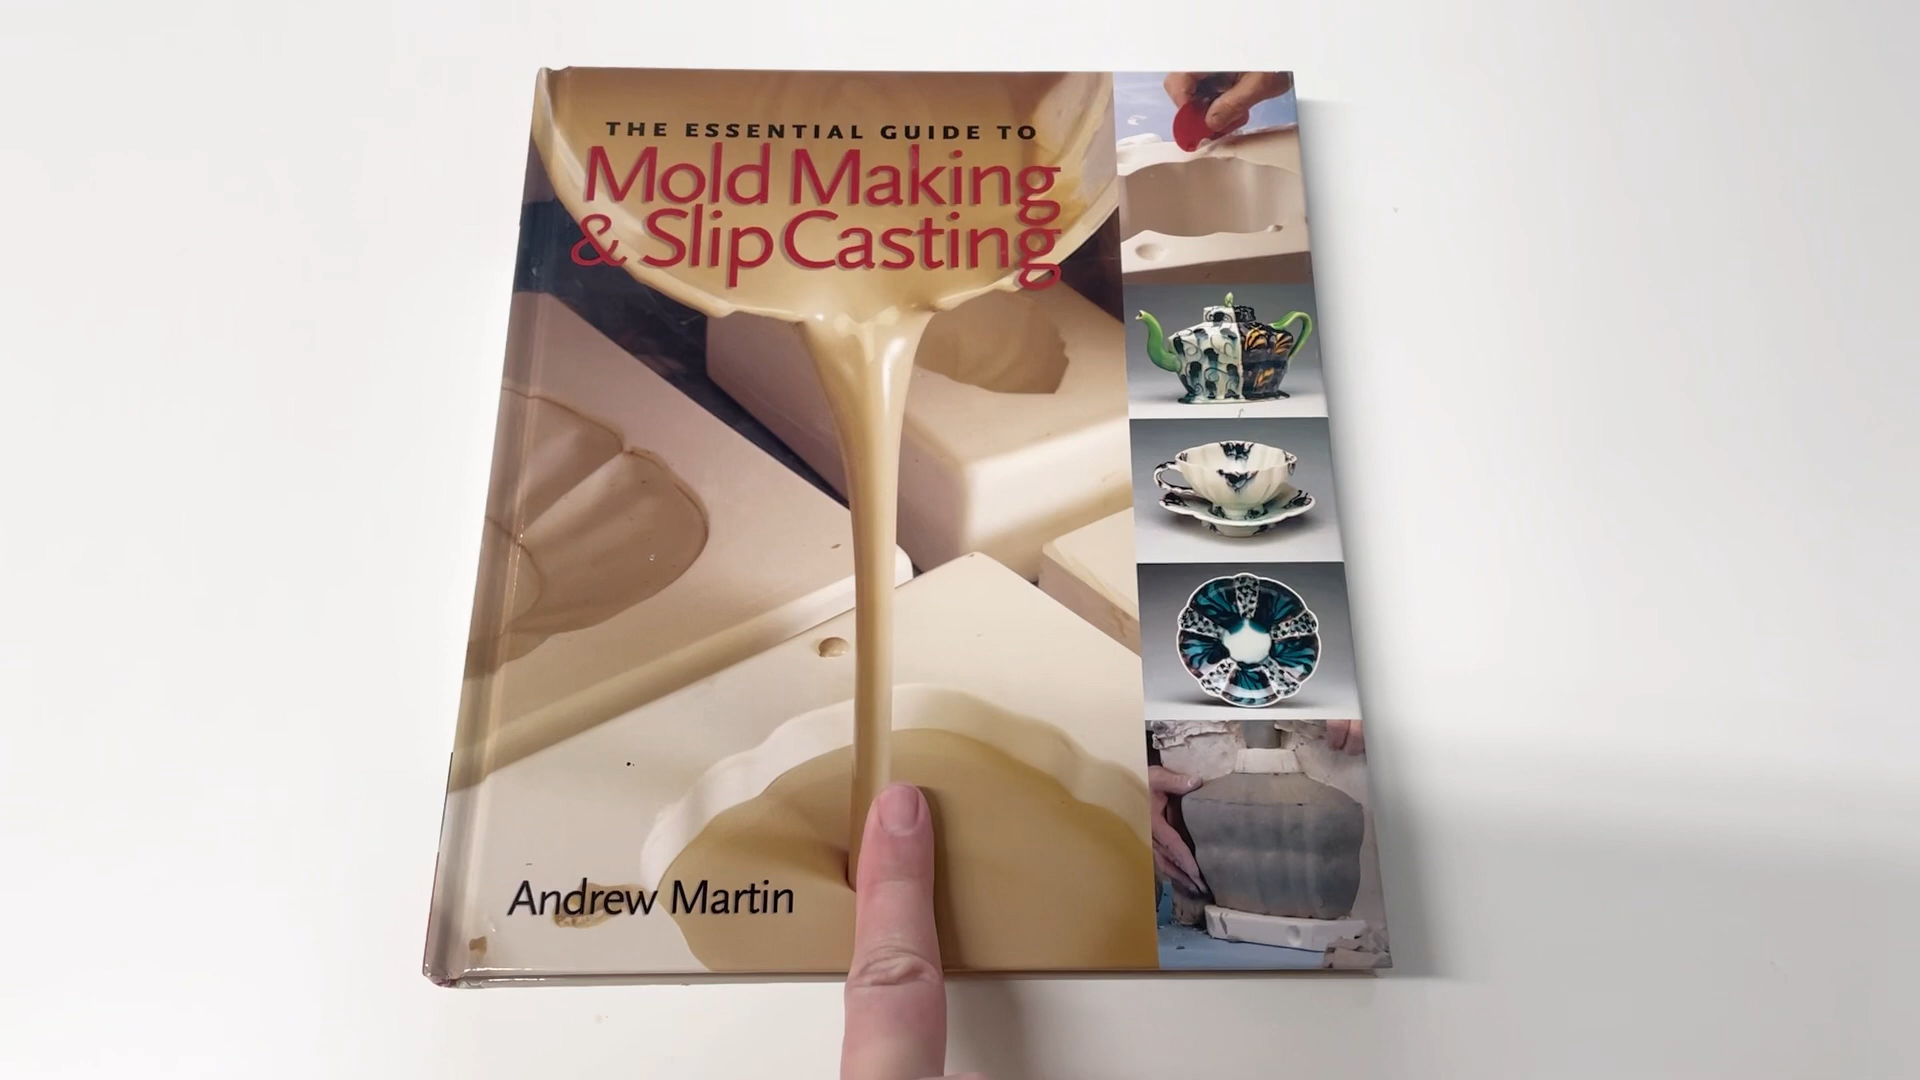 THE ESSENTIAL GUIDE TO
Mold Making
& Slip Casting
Andrew Martin